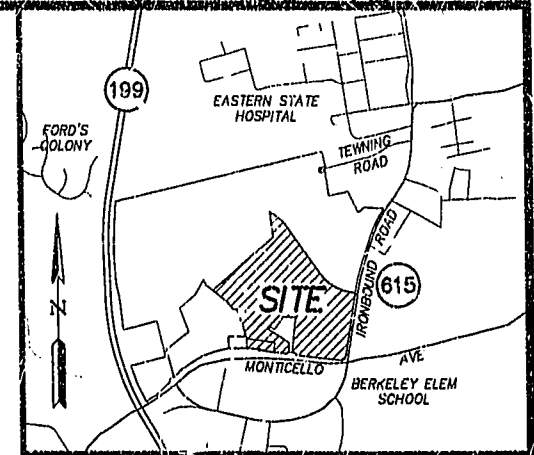 199
EASTERN STATE
HOSPITAL
FORD'S
COLONY
TEWNING
ROAD
IRONBOUND ROAD
615
SITE
N
MONTICELLO AVE
BERKELEY ELEM
SCHOOL